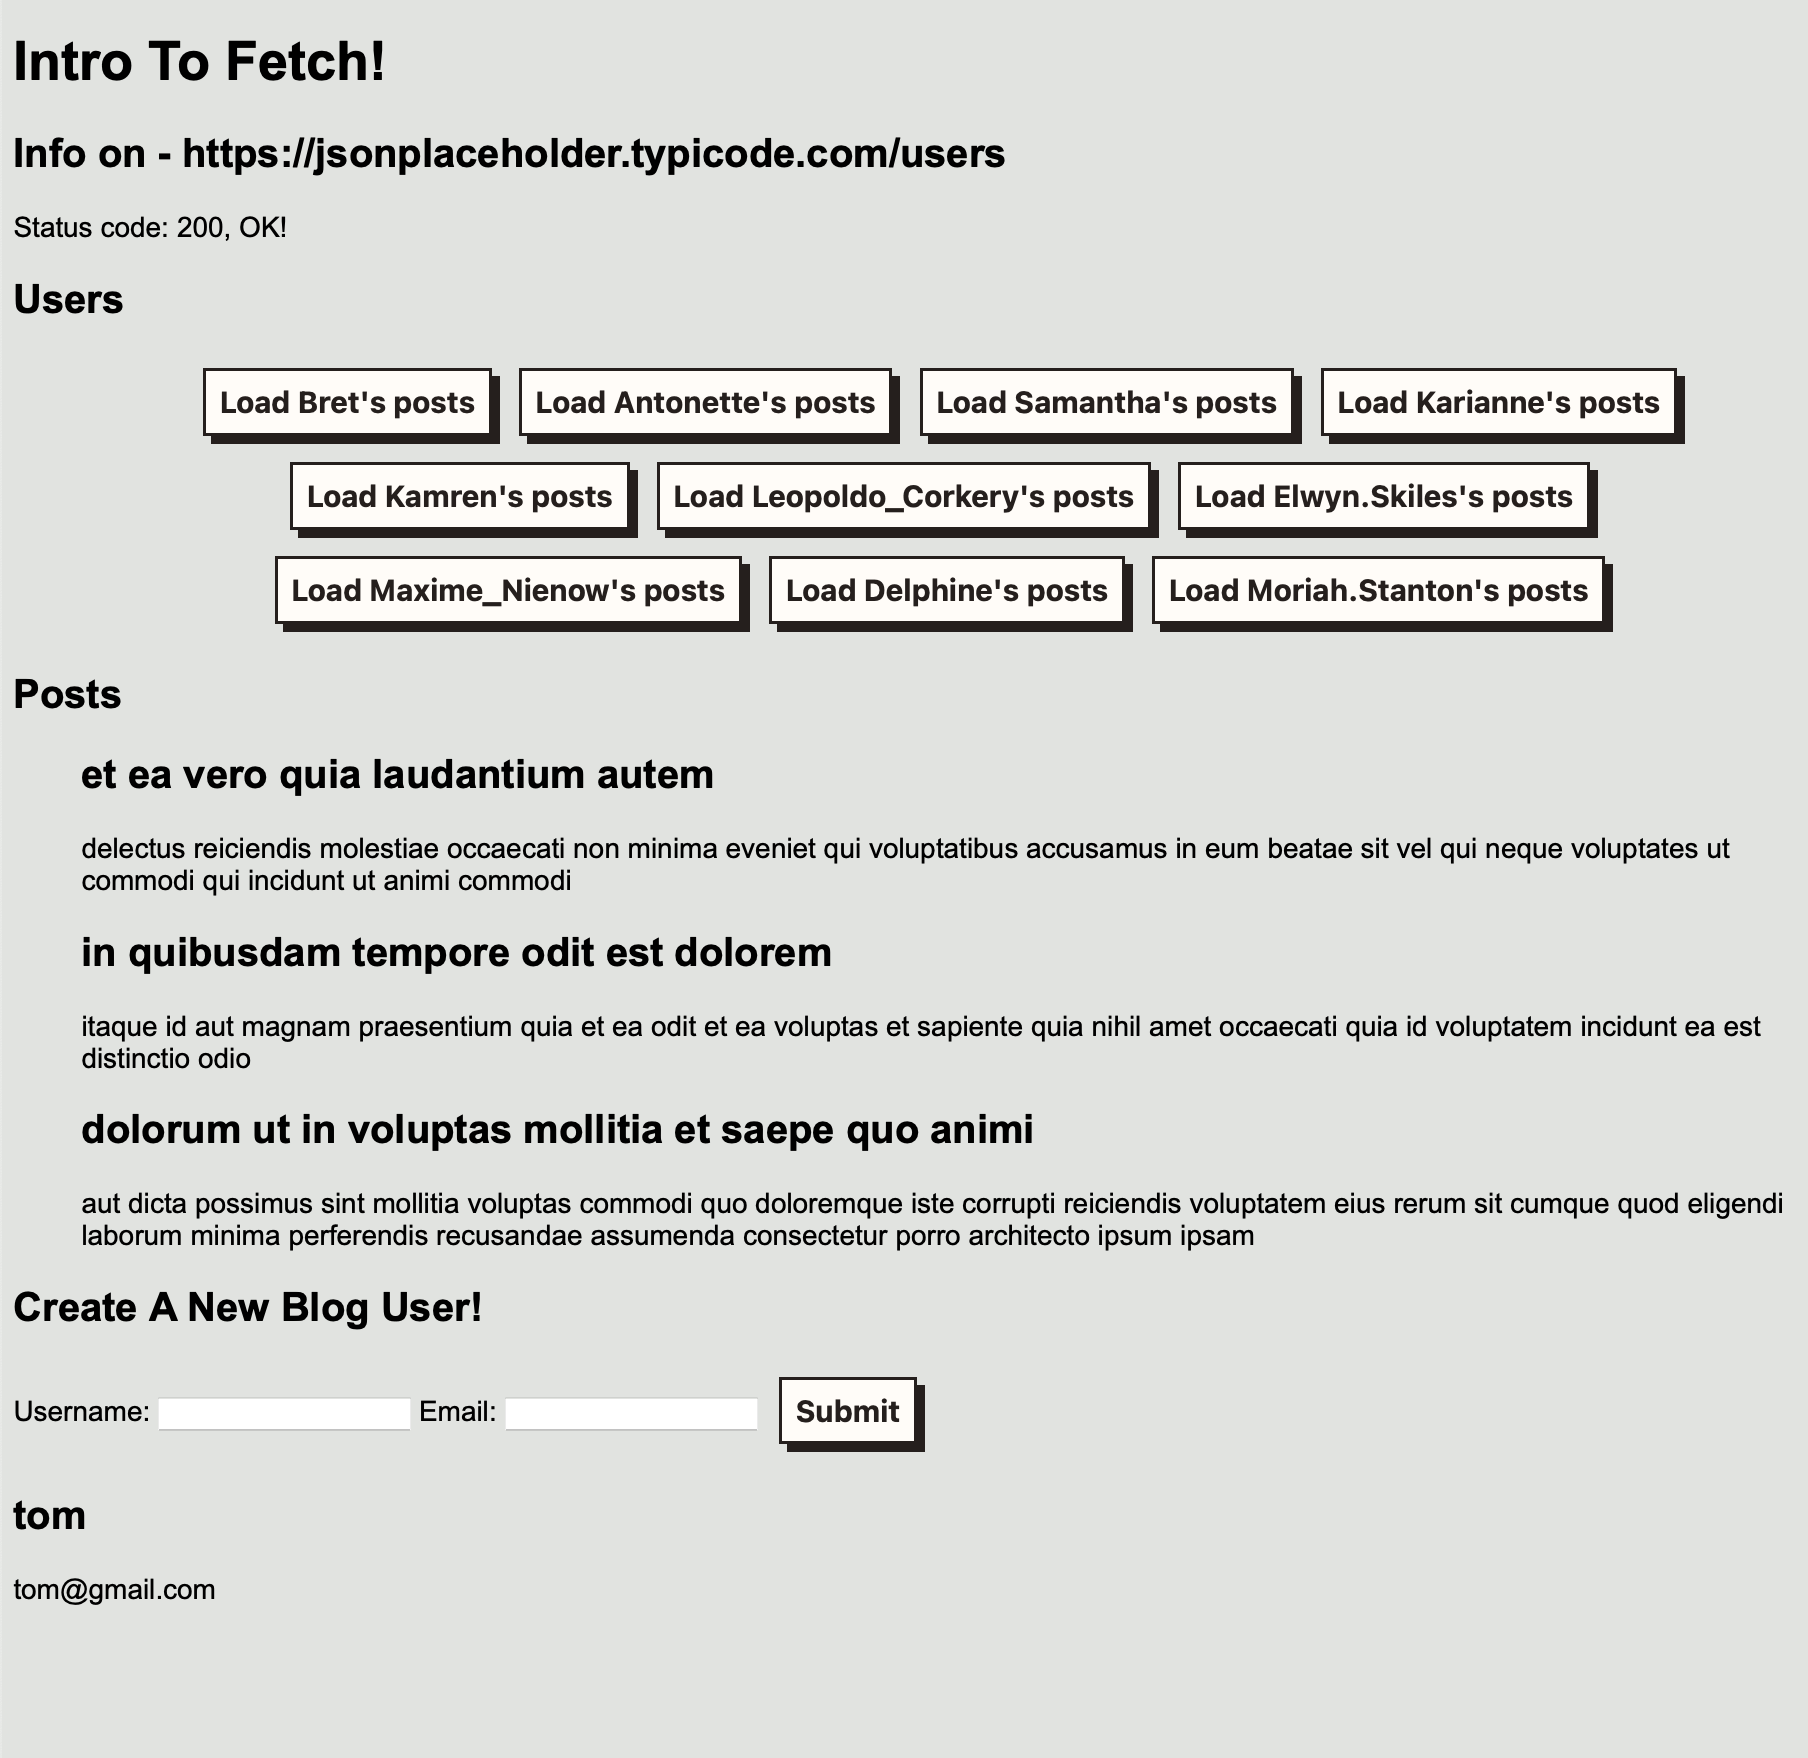 Intro To Fetch!
Info on - https://jsonplaceholder.typicode.com/users
Status code: 200, OK!
Users
Load Bret's posts
Load Antonette's posts
Load Samantha's posts
Load Karianne's posts
Load Kamren's posts
Load Leopoldo_Corkery's posts
Load Elwyn.Skiles's posts
Load Maxime_Nienow's posts
Load Delphine's posts
Load Moriah.Stanton's posts
Posts
et ea vero quia laudantium autem
delectus reiciendis molestiae occaecati non minima eveniet qui voluptatibus accusamus in eum beatae sit vel qui neque voluptates ut
commodi qui incidunt ut animi commodi
in quibusdam tempore odit est dolorem
itaque id aut magnam praesentium quia et ea odit et ea voluptas et sapiente quia nihil amet occaecati quia id voluptatem incidunt ea est
distinctio odio
dolorum ut in voluptas mollitia et saepe quo animi
aut dicta possimus sint mollitia voluptas commodi quo doloremque iste corrupti reiciendis voluptatem eius rerum sit cumque quod eligendi
laborum minima perferendis recusandae assumenda consectetur porro architecto ipsum ipsam
Create A New Blog User!
Username: Email: Submit
tom
tom@gmail.com